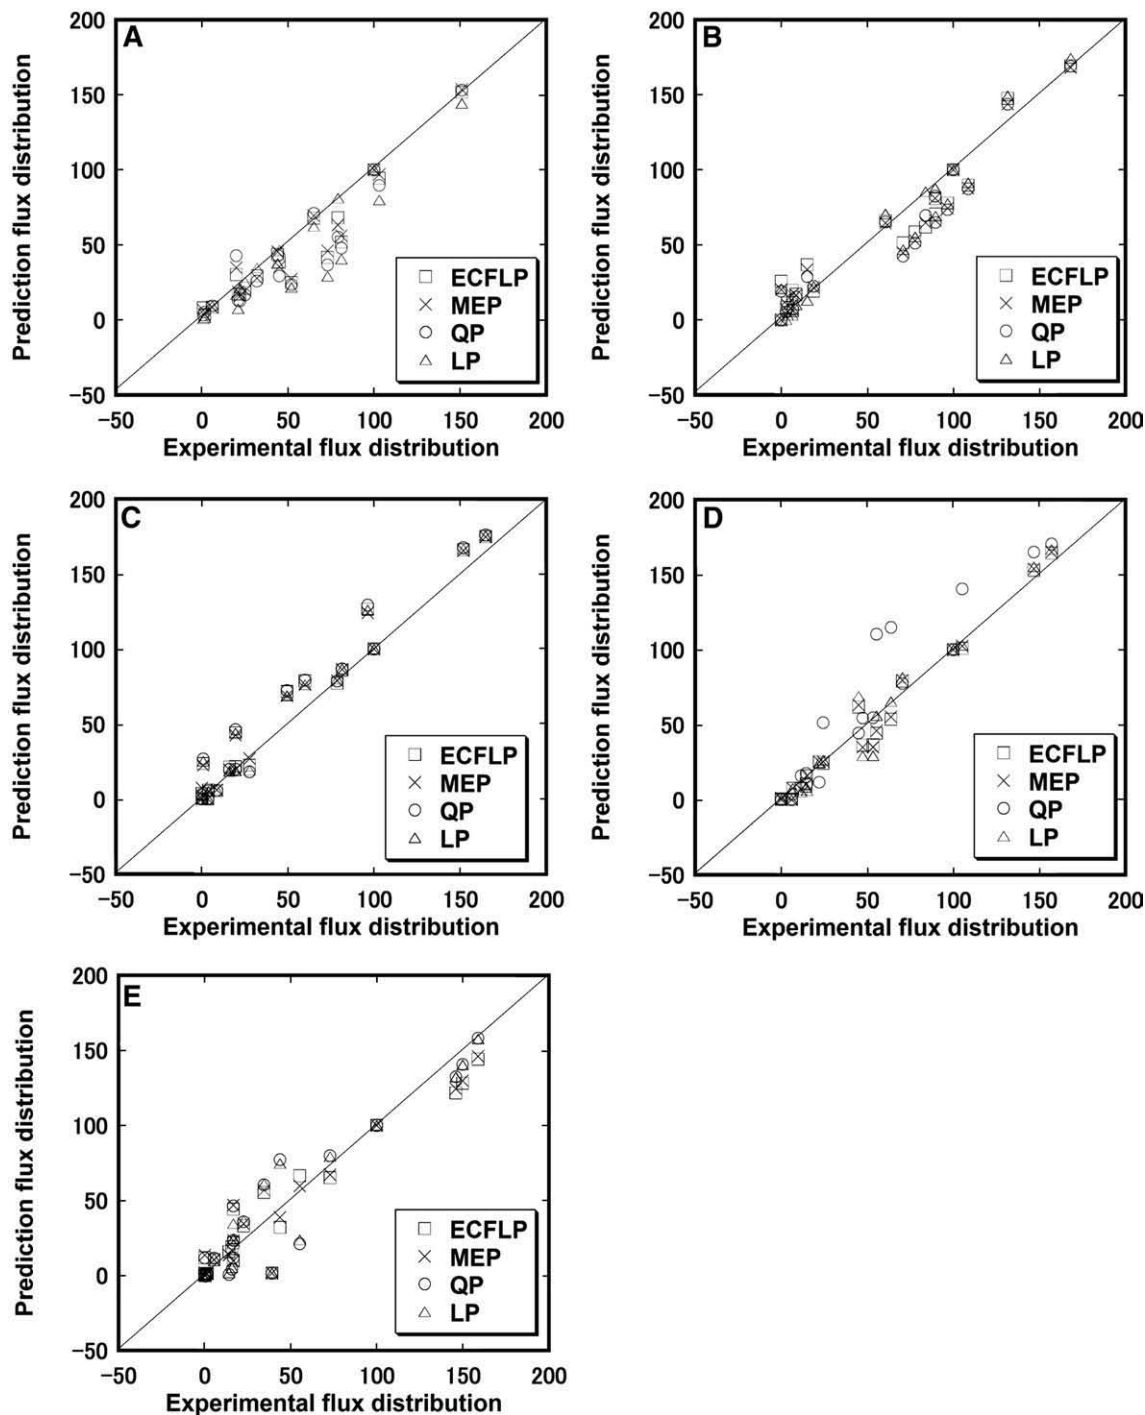 A
Prediction flux distribution
200
150
100
50
0
−50
ECFLP
MEP
QP
LP
−50 0 50 100 150 200
Experimental flux distribution
B
Prediction flux distribution
200
150
100
50
0
−50
ECFLP
MEP
QP
LP
−50 0 50 100 150 200
Experimental flux distribution
C
Prediction flux distribution
200
150
100
50
0
−50
ECFLP
MEP
QP
LP
−50 0 50 100 150 200
Experimental flux distribution
D
Prediction flux distribution
200
150
100
50
0
−50
ECFLP
MEP
QP
LP
−50 0 50 100 150 200
Experimental flux distribution
E
Prediction flux distribution
200
150
100
50
0
−50
ECFLP
MEP
QP
LP
−50 0 50 100 150 200
Experimental flux distribution